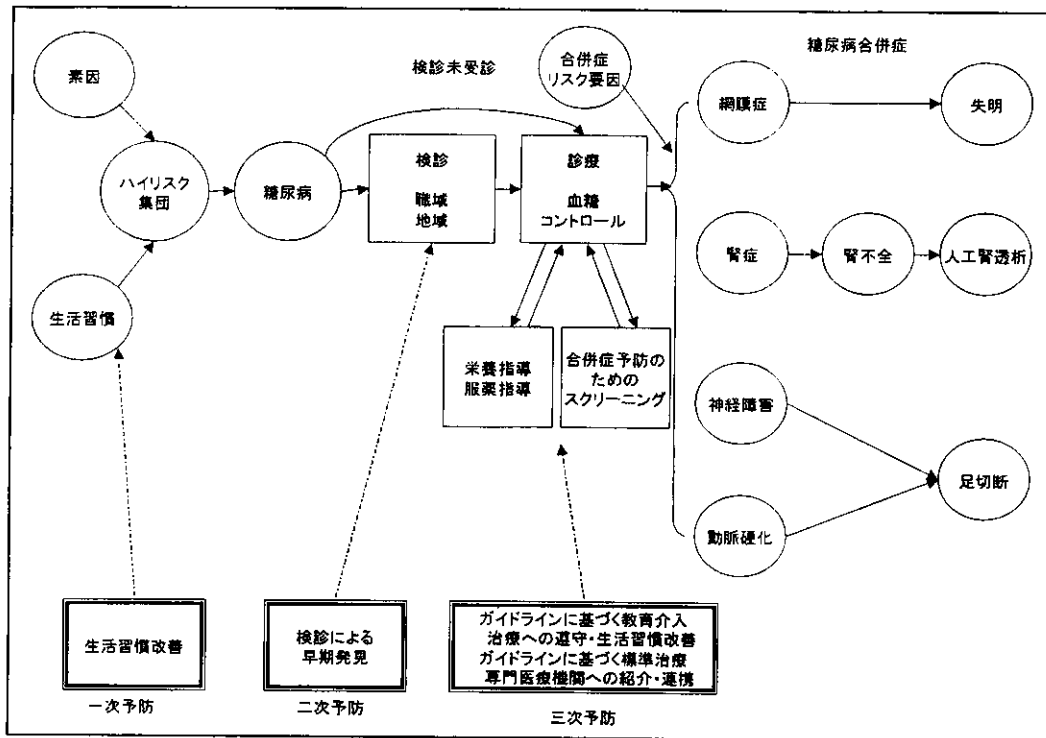 素因
検診未受診
合併症
リスク要因
糖尿病合併症
網膜症
失明
ハイリスク
集団
糖尿病
検診
職域
地域
診療
血糖
コントロール
腎症
腎不全
人工腎透析
生活習慣
栄養指導
服薬指導
合併症予防の
ための
スクリーニング
神経障害
足切断
動脈硬化
生活習慣改善
検診による
早期発見
ガイドラインに基づく教育介入
治療への遵守・生活習慣改善
ガイドラインに基づく標準治療
専門医療機関への紹介・連携
一次予防
二次予防
三次予防